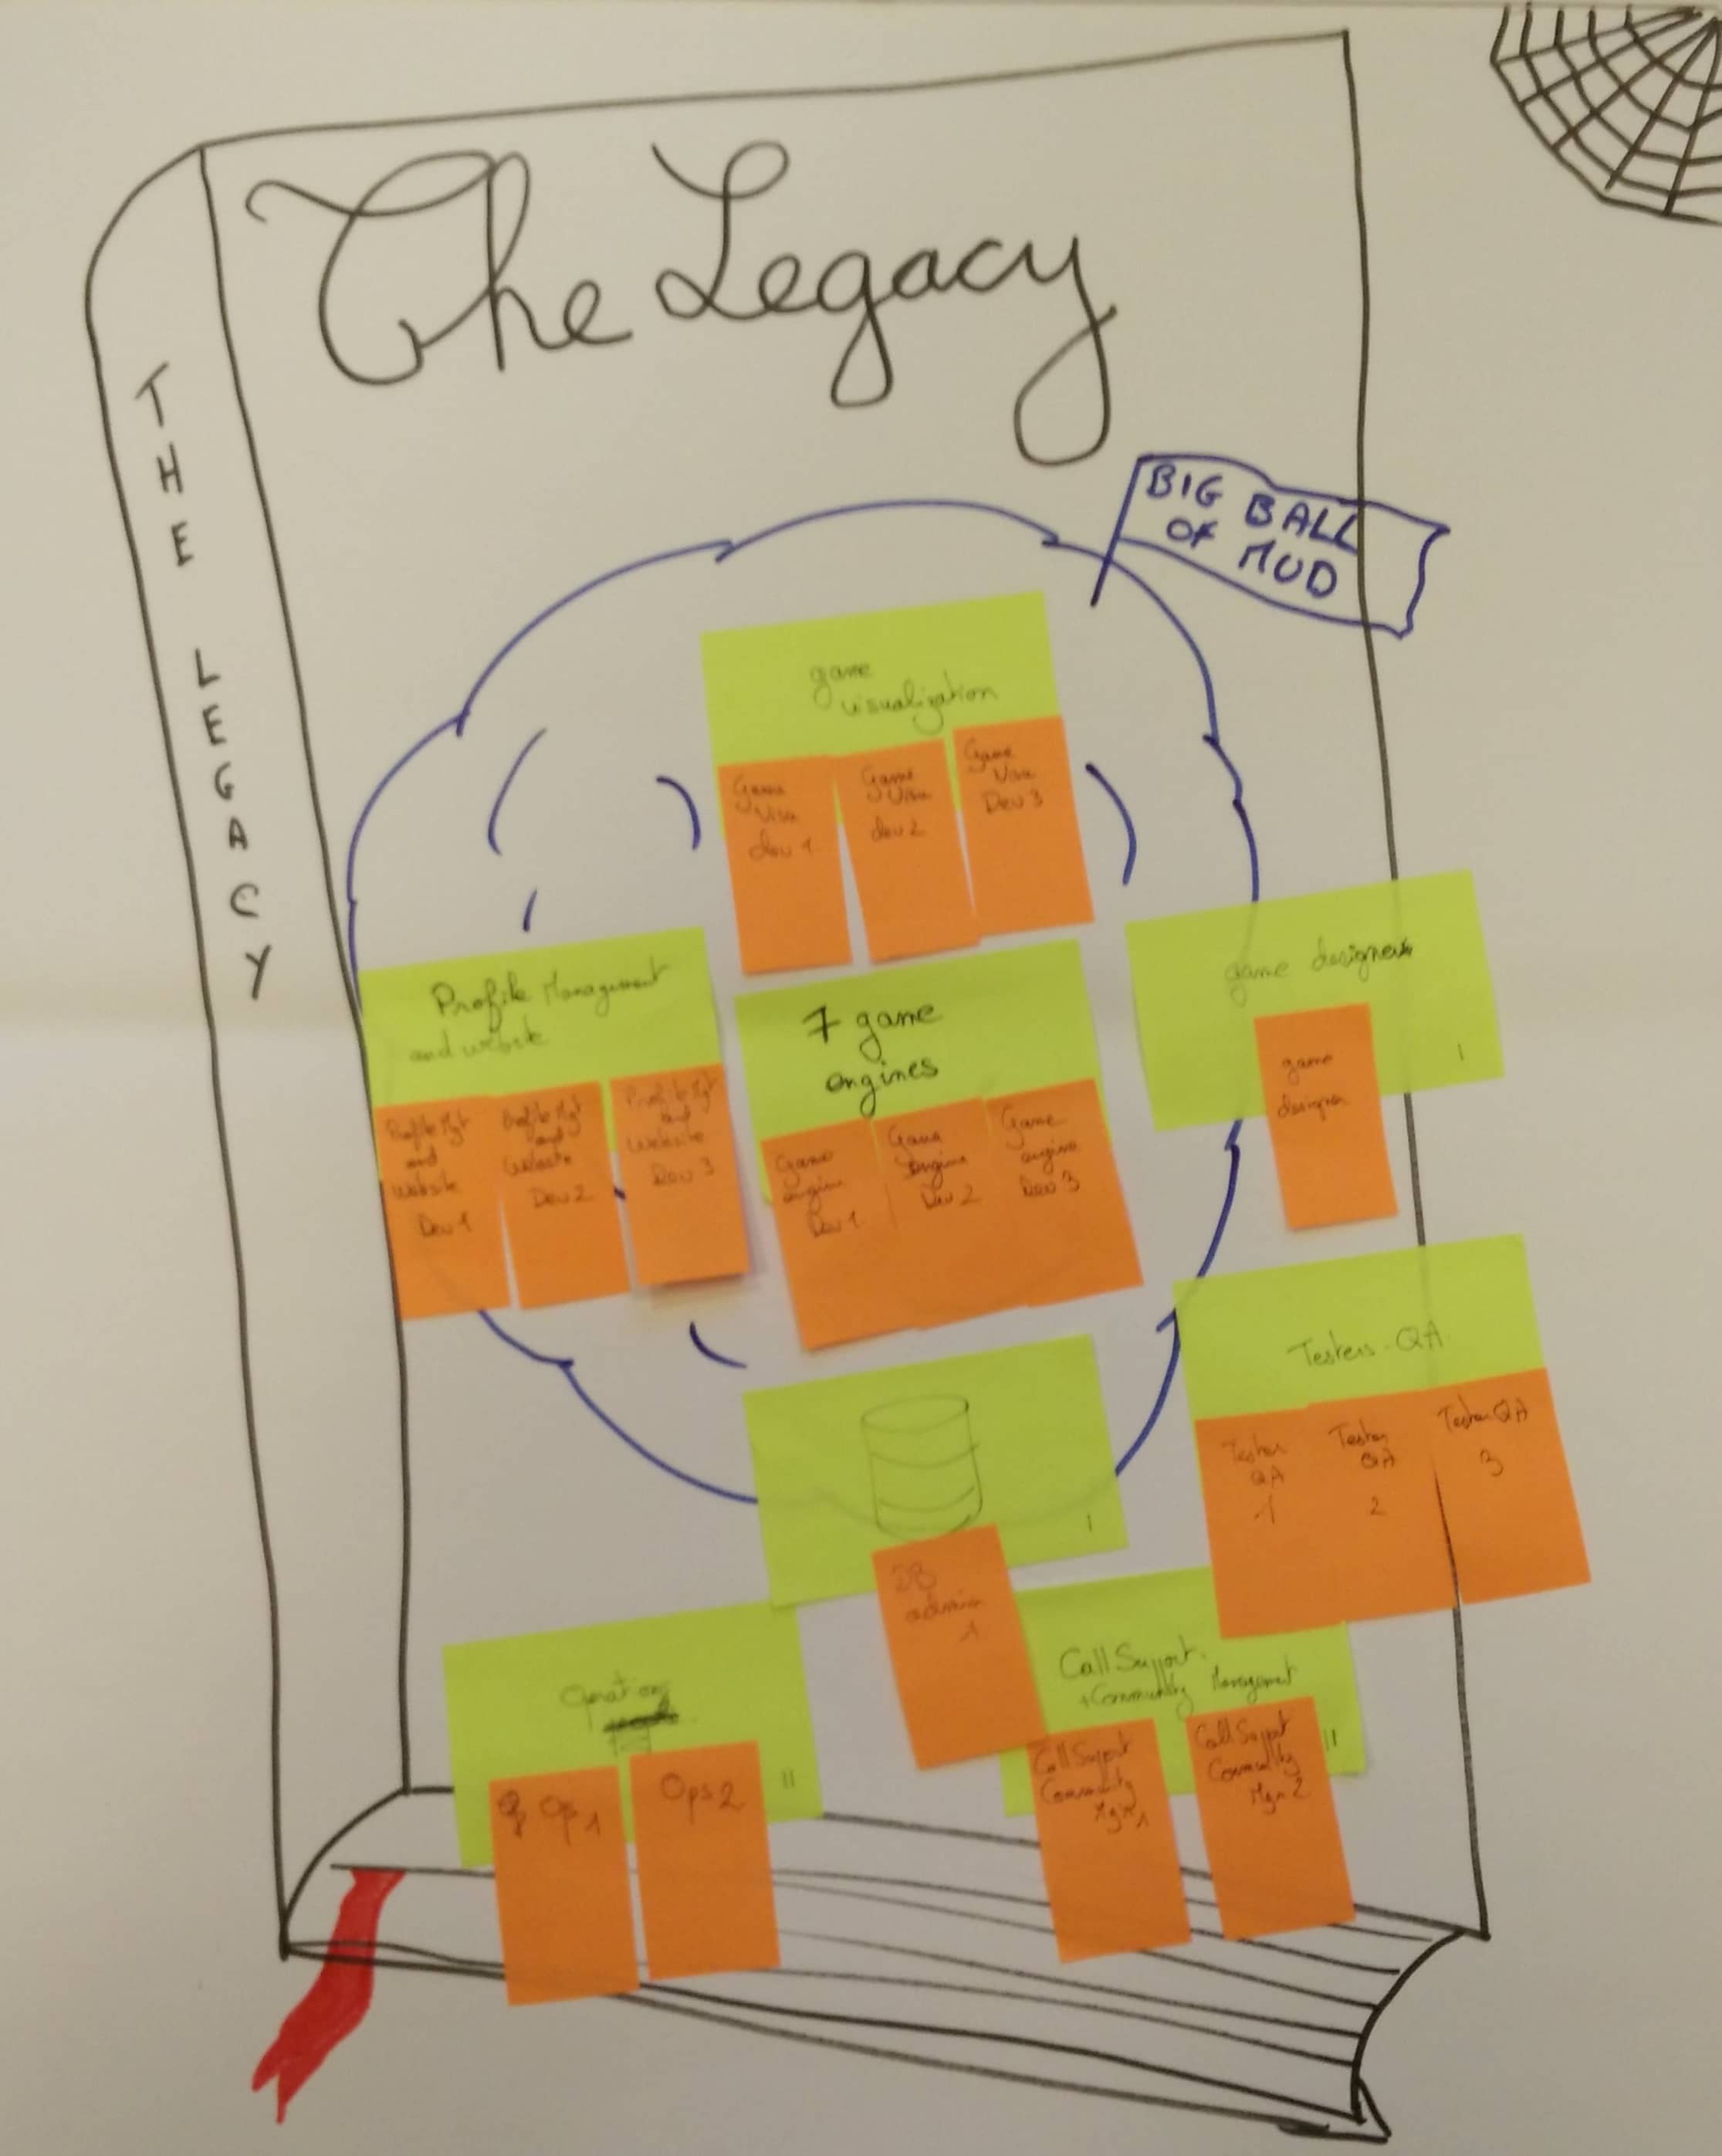 The Legacy
THE LEGACY
BIG BALL
OF MUD
game
visualization
Game
Visu
dev 1
Game
Visu
dev 2
Game
Visu
Dev 3
Profile Management
and website
Profile Mgt
and
Website
Dev 1
Profile Mgt
and
Website
Dev 2
Profile Mgt
and
Website
Dev 3
7 game
engines
Game
engine
Dev 1
Game
Engine
Dev 2
Game
engine
Dev 3
game designers
I
game
designer
Testers - QA
Tester
QA
1
Tester
QA
2
Tester QA
3
I
DB
admin
1
Operations
II
Op 1
Ops 2
Call Support
+ Community Management
II
Call Support
Community
Mgr 1
Call Support
Community
Mgr 2